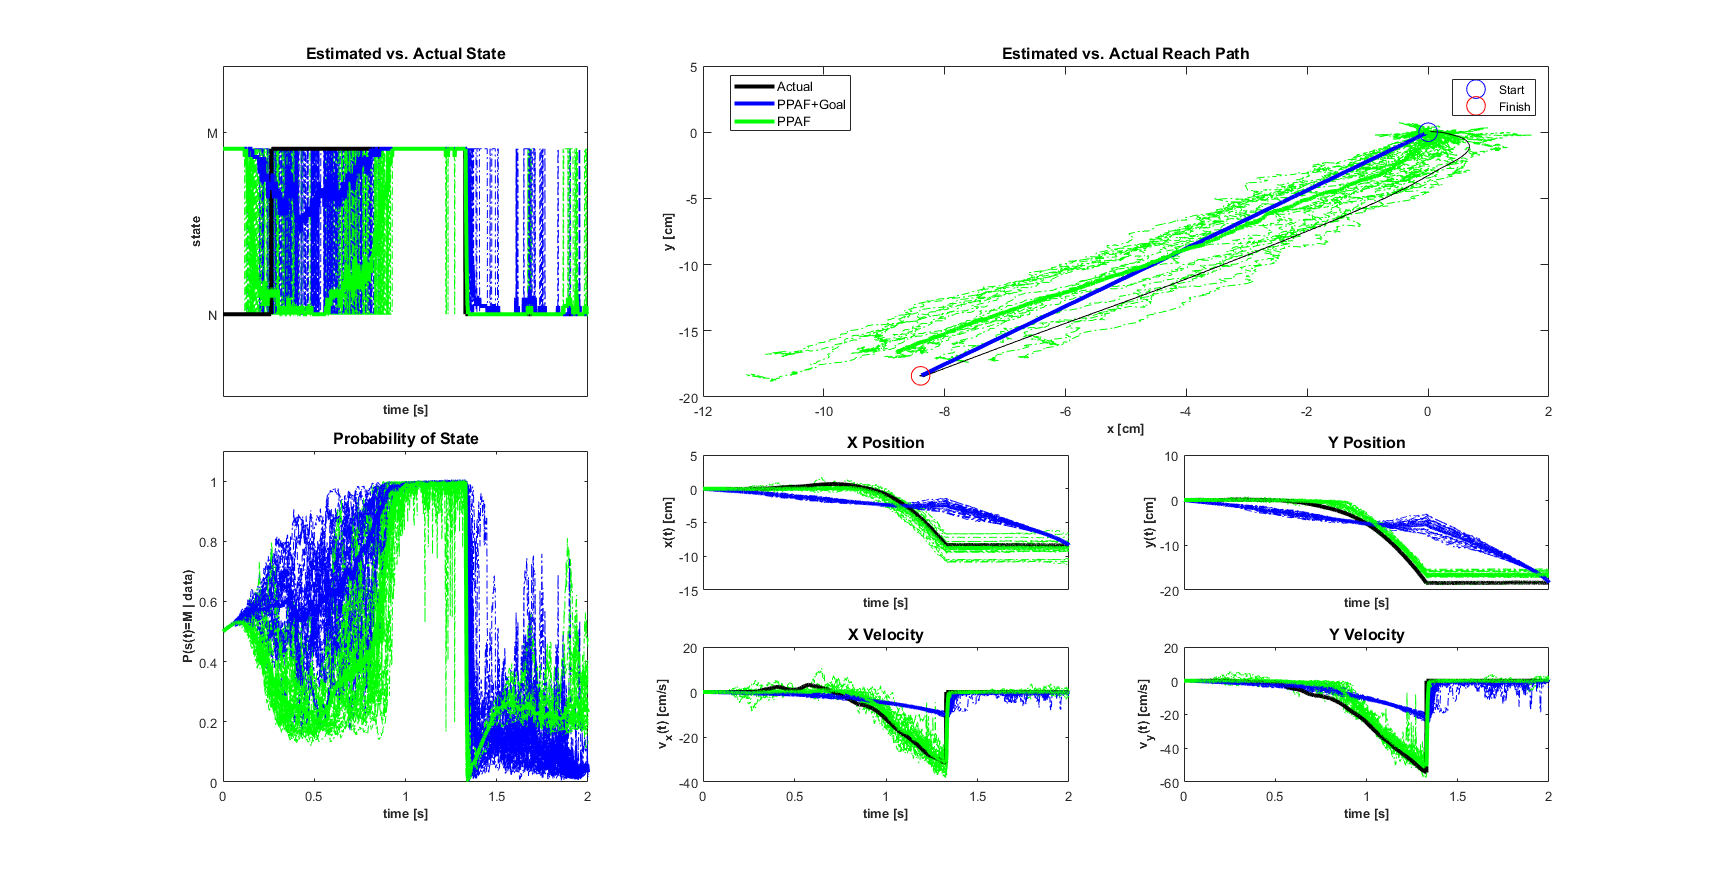 Estimated vs. Actual State
M
N
state
time [s]
Estimated vs. Actual Reach Path
Actual
PPAF+Goal
PPAF
Start
Finish
5
0
-5
-10
-15
-20
y [cm]
-12 -10 -8 -6 -4 -2 0 2
x [cm]
Probability of State
1
0.8
0.6
0.4
0.2
0
P(s(t)=M | data)
0 0.5 1 1.5 2
time [s]
X Position
5
0
-5
-10
-15
x(t) [cm]
time [s]
Y Position
10
0
-10
-20
y(t) [cm]
time [s]
X Velocity
20
0
-20
-40
v_x(t) [cm/s]
0 0.5 1 1.5 2
time [s]
Y Velocity
20
0
-20
-40
-60
v_y(t) [cm/s]
0 0.5 1 1.5 2
time [s]